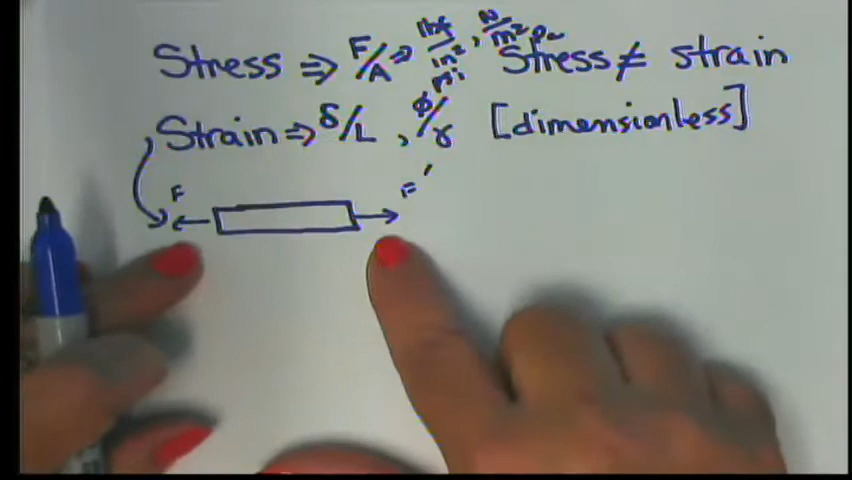 Stress ⇒ F/A ⇒ lbf/in², N/m² Pa Stress ≠ strain
psi
Strain ⇒ δ/L, φ/γ [dimensionless]
F F